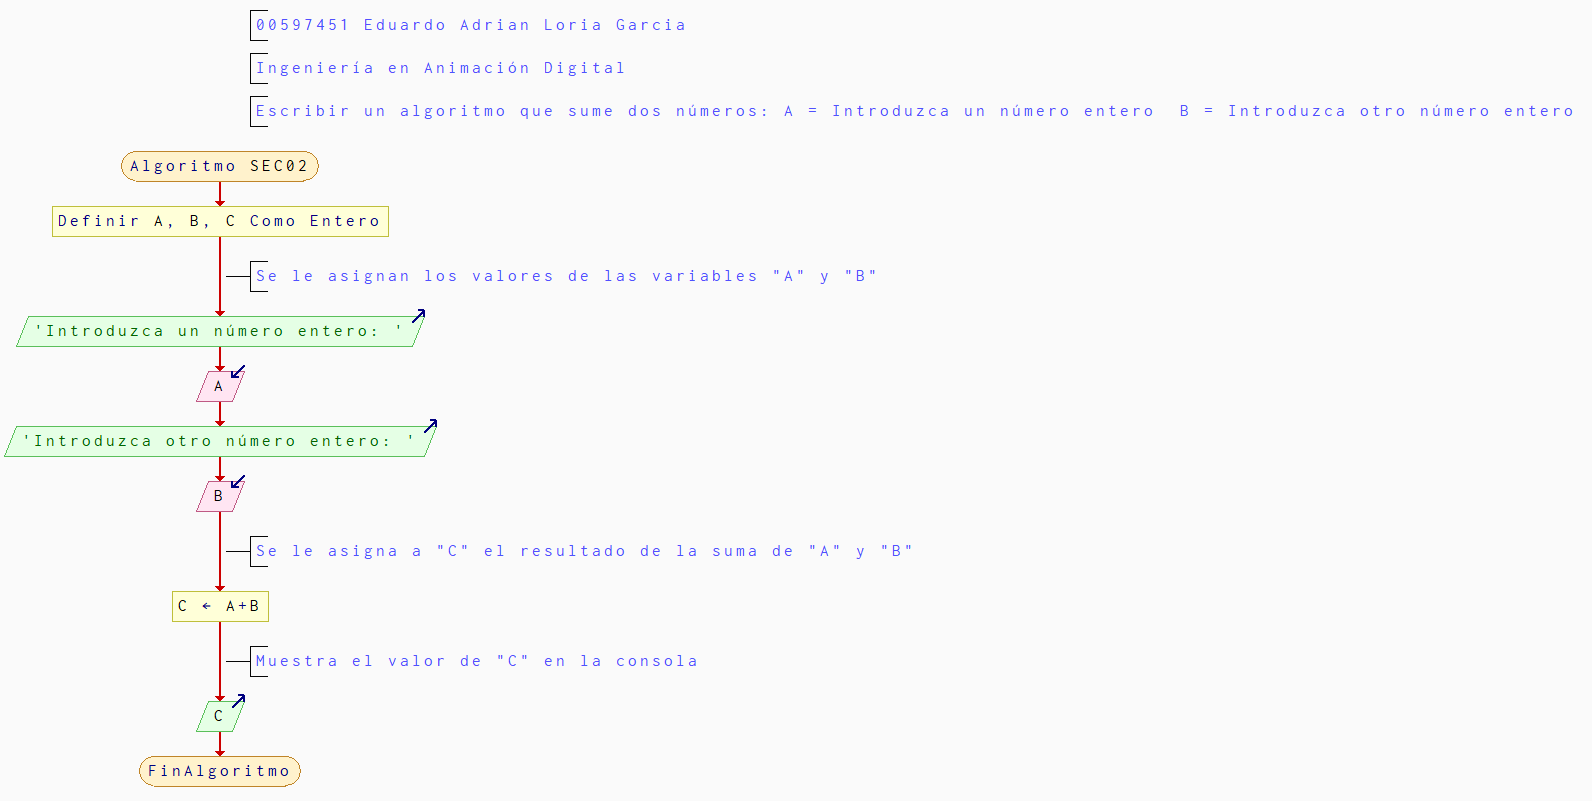 00597451 Eduardo Adrian Loria Garcia
Ingeniería en Animación Digital
Escribir un algoritmo que sume dos números: A = Introduzca un número entero  B = Introduzca otro número entero
Algoritmo SEC02
Definir A, B, C Como Entero
Se le asignan los valores de las variables "A" y "B"
'Introduzca un número entero: '
A
'Introduzca otro número entero: '
B
Se le asigna a "C" el resultado de la suma de "A" y "B"
C ← A+B
Muestra el valor de "C" en la consola
C
FinAlgoritmo